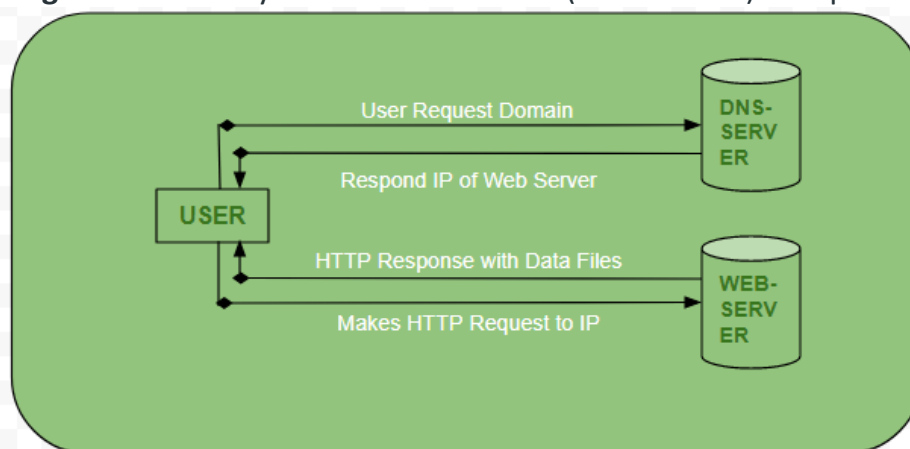 User Request Domain
DNS-
SERV
ER
Respond IP of Web Server
USER
HTTP Response with Data Files
WEB-
SERV
ER
Makes HTTP Request to IP